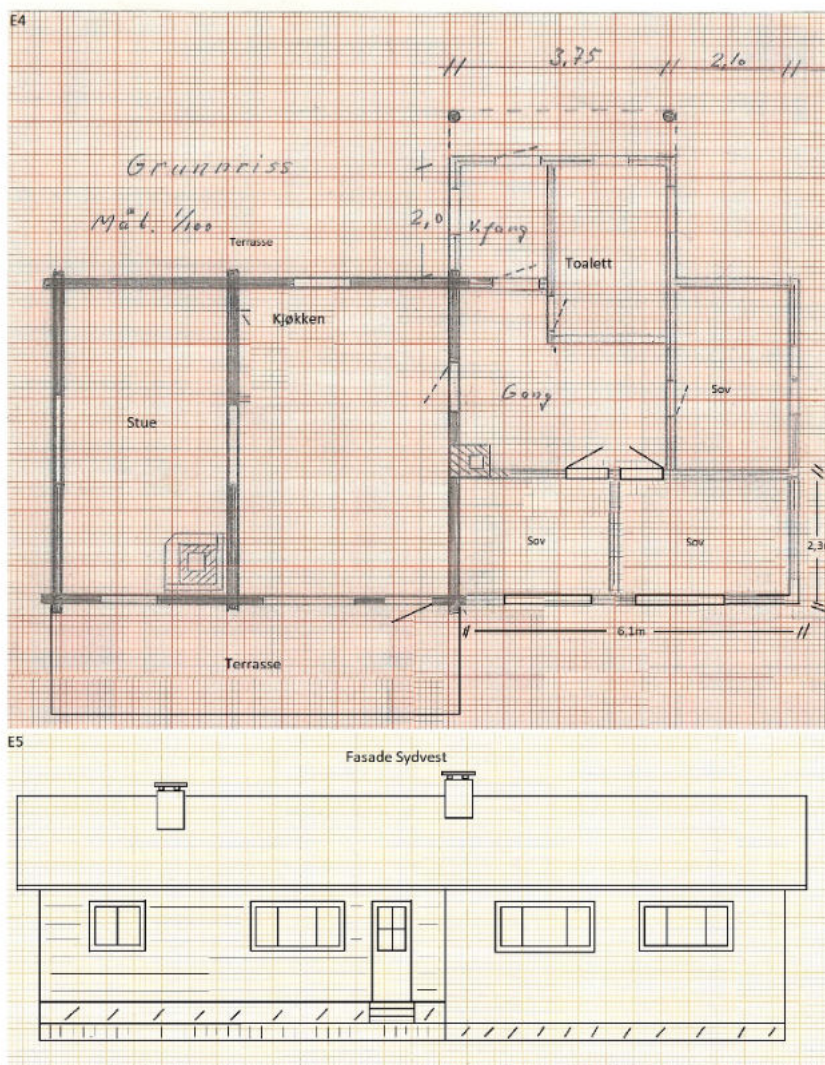 E4
3,75 2,10
Grunnriss
Mål. 1/100
2,0
V.fang
Terrasse
Toalett
Kjøkken
Stue
Gang
Sov
Sov
Sov
2,3
6,1m
Terrasse
E5
Fasade Sydvest